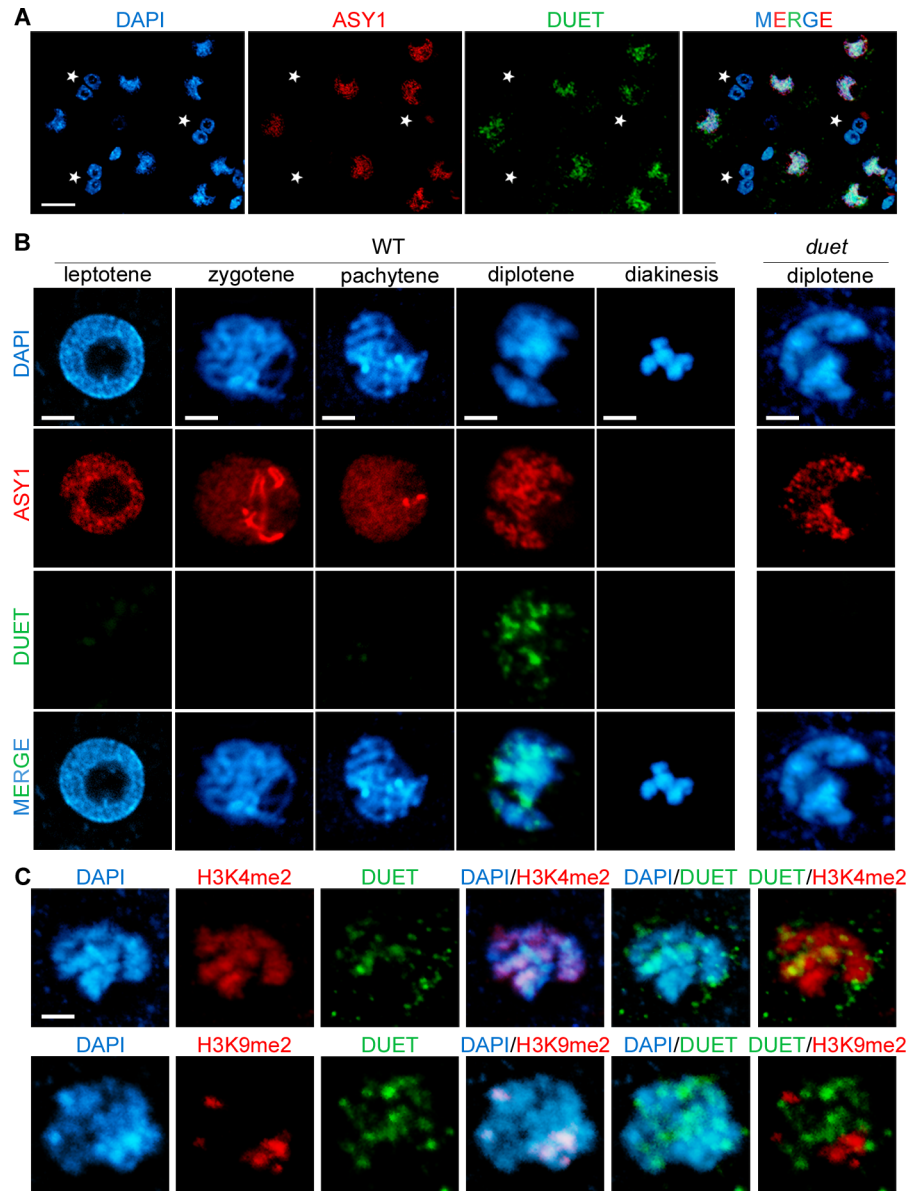 A
DAPI ASY1 DUET MERGE
B
WT duet
leptotene zygotene pachytene diplotene diakinesis diplotene
DAPI
ASY1
DUET
MERGE
C
DAPI H3K4me2 DUET DAPI/H3K4me2 DAPI/DUET DUET/H3K4me2
DAPI H3K9me2 DUET DAPI/H3K9me2 DAPI/DUET DUET/H3K9me2